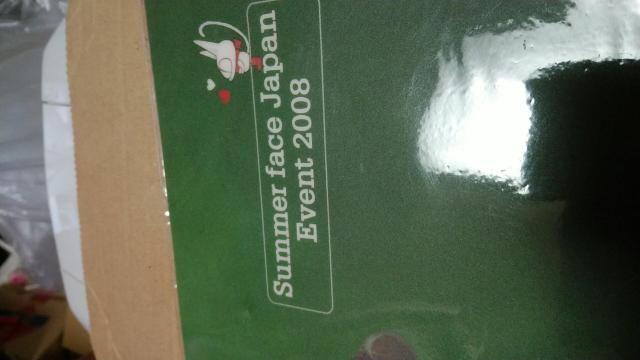 Summer face Japan
Event 2008